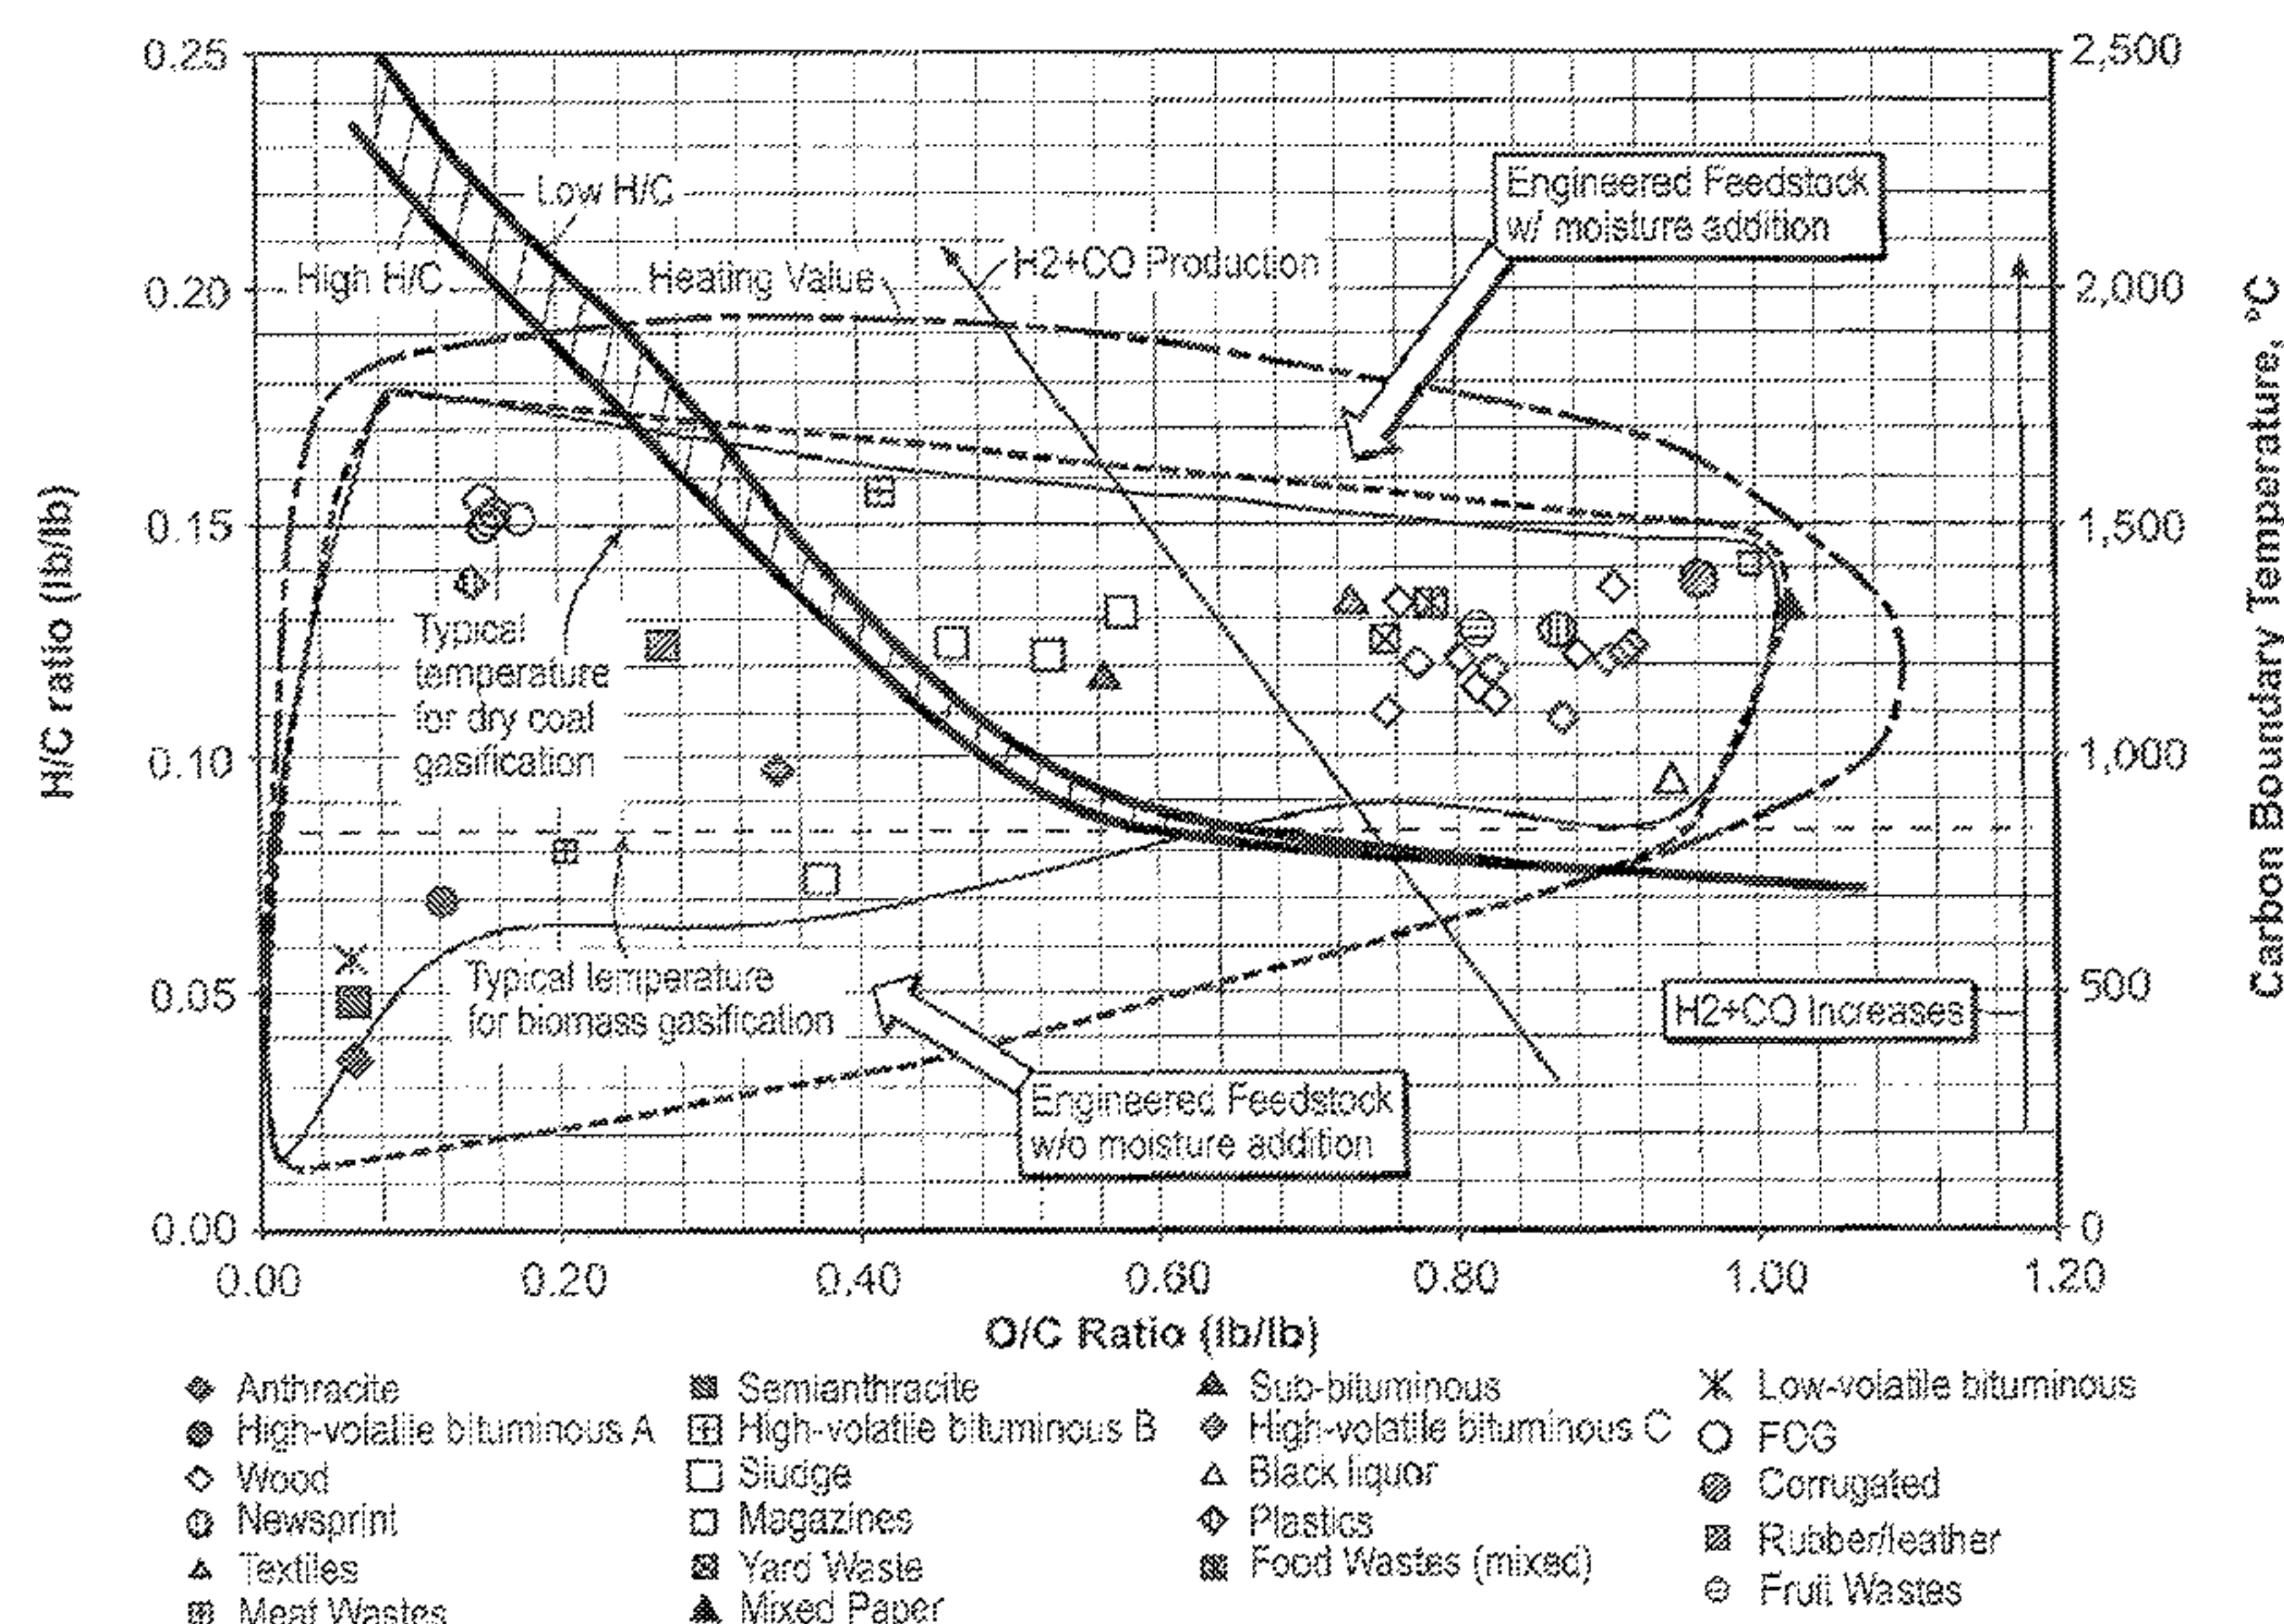 0.25
0.20
0.15
0.10
0.05
0.00
H/C ratio (lb/lb)
2,500
2,000
1,500
1,000
500
0
Carbon Boundary Temperature, °C
0.00 0.20 0.40 0.60 0.80 1.00 1.20
O/C Ratio (lb/lb)
Low H/C
High H/C
Heating Value
H2+CO Production
Engineered Feedstock
w/ moisture addition
Typical
temperature
for dry coal
gasification
Typical temperature
for biomass gasification
Engineered Feedstock
w/o moisture addition
H2+CO Increases
Anthracite
High-volatile bituminous A
Wood
Newsprint
Textiles
Meat Wastes
Semianthracite
High-volatile bituminous B
Sludge
Magazines
Yard Waste
Mixed Paper
Sub-bituminous
High-volatile bituminous C
Black liquor
Plastics
Food Wastes (mixed)
Low-volatile bituminous
FOG
Corrugated
Rubber/leather
Fruit Wastes